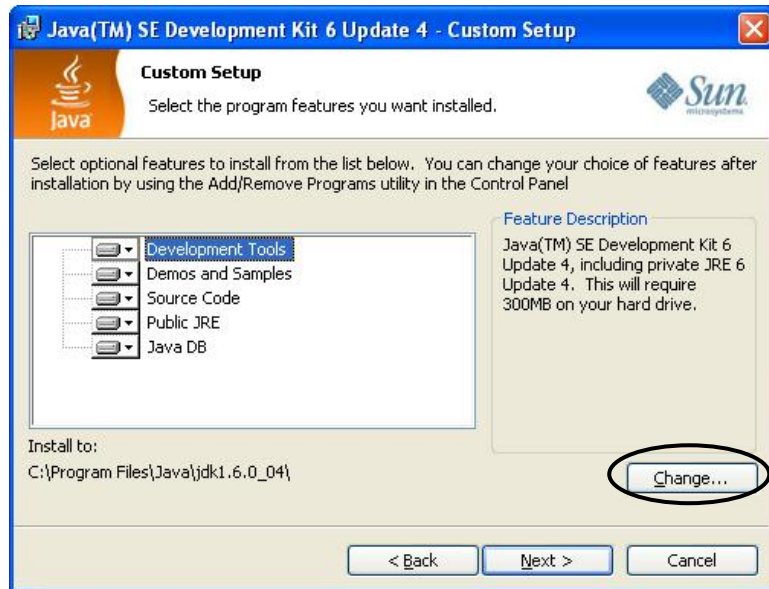 Java(TM) SE Development Kit 6 Update 4 - Custom Setup
Java
Custom Setup
Select the program features you want installed.
Sun
microsystems
Select optional features to install from the list below.  You can change your choice of features after
installation by using the Add/Remove Programs utility in the Control Panel
Development Tools
Demos and Samples
Source Code
Public JRE
Java DB
Feature Description
Java(TM) SE Development Kit 6
Update 4, including private JRE 6
Update 4.  This will require
300MB on your hard drive.
Install to:
C:\Program Files\Java\jdk1.6.0_04\
Change...
< Back
Next >
Cancel